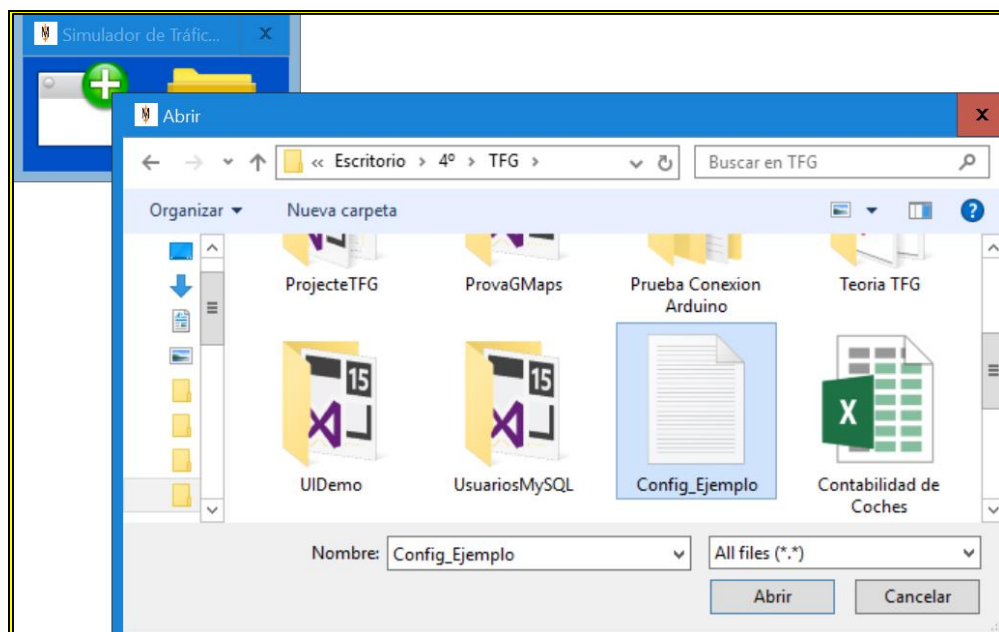 Simulador de Tráfic...
X
Abrir
x
« Escritorio > 4º > TFG >
Buscar en TFG
Organizar
Nueva carpeta
?
ProjecteTFG
ProvaGMaps
Prueba Conexion
Arduino
Teoria TFG
15
15
X
UIDemo
UsuariosMySQL
Config_Ejemplo
Contabilidad de
Coches
Nombre: Config_Ejemplo
All files (*.*)
Abrir
Cancelar